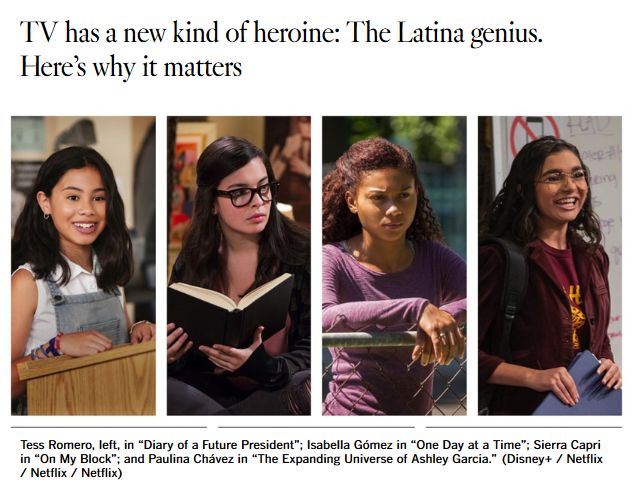 TV has a new kind of heroine: The Latina genius.
Here’s why it matters
Tess Romero, left, in “Diary of a Future President”; Isabella Gómez in “One Day at a Time”; Sierra Capri
in “On My Block”; and Paulina Chávez in “The Expanding Universe of Ashley Garcia.” (Disney+ / Netflix
/ Netflix / Netflix)